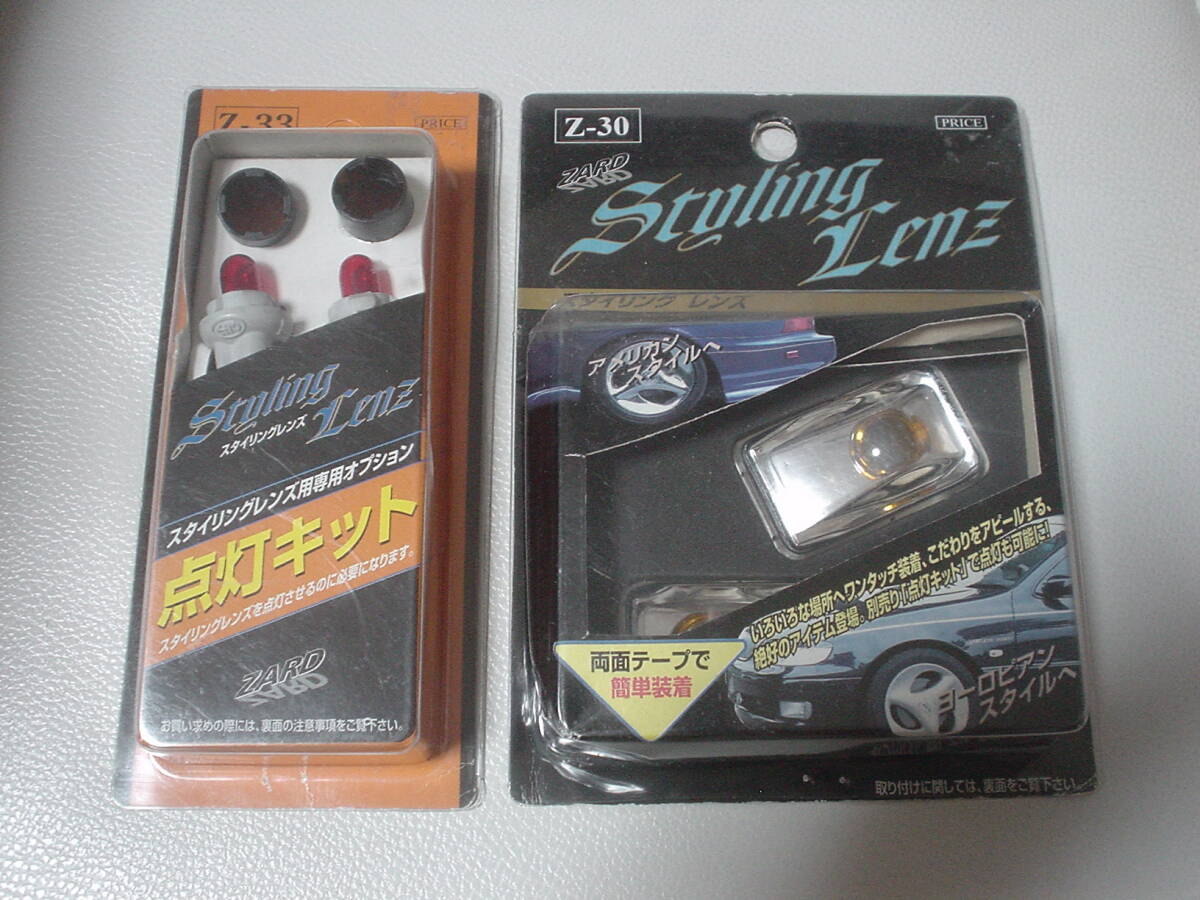 Z-33
PRICE
Styling
Lenz
スタイリングレンズ
スタイリングレンズ用専用オプション
点灯キット
スタイリングレンズを点灯させるのに必要になります。
ZARD
お買い求めの際には、裏面の注意事項をご覧下さい。
Z-30
PRICE
ZARD
Styling
Lenz
スタイリング レンズ
アメリカン
スタイルへ
いろいろな場所へワンタッチ装着、こだわりをアピールする、
絶好のアイテム登場。別売り「点灯キット」で点灯も可能に!
両面テープで
簡単装着
ヨーロピアン
スタイルへ
取り付けに関しては、裏面をご覧下さい。